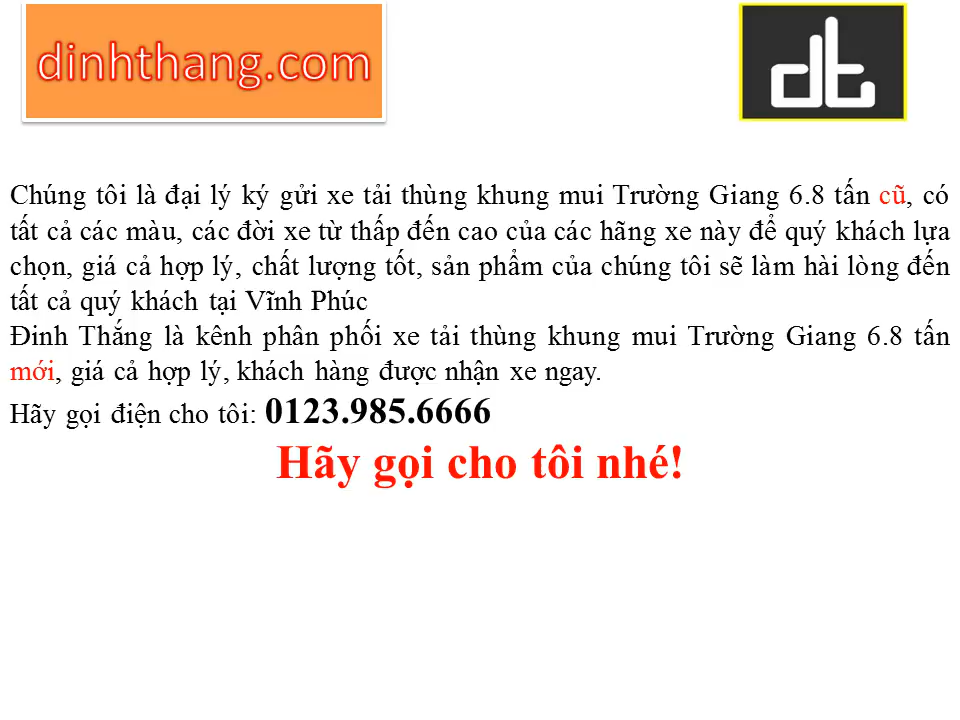 dinhthang.com
dt
Chúng tôi là đại lý ký gửi xe tải thùng khung mui Trường Giang 6.8 tấn cũ, có
tất cả các màu, các đời xe từ thấp đến cao của các hãng xe này để quý khách lựa
chọn, giá cả hợp lý, chất lượng tốt, sản phẩm của chúng tôi sẽ làm hài lòng đến
tất cả quý khách tại Vĩnh Phúc
Đinh Thắng là kênh phân phối xe tải thùng khung mui Trường Giang 6.8 tấn
mới, giá cả hợp lý, khách hàng được nhận xe ngay.
Hãy gọi điện cho tôi: 0123.985.6666
Hãy gọi cho tôi nhé!